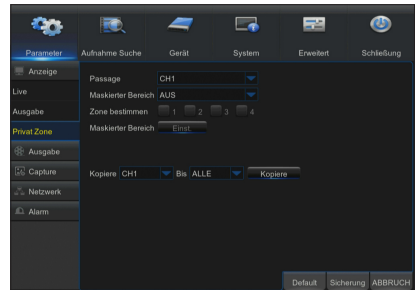 Parameter Aufnahme Suche Gerät System Erweitert Schließung
Anzeige
Live
Ausgabe
Privat Zone
Ausgabe
Capture
Netzwerk
Alarm
Passage CH1
Maskierter Bereich AUS
Zone bestimmen 1 2 3 4
Maskierter Bereich Einst.
Kopiere CH1 Bis ALLE Kopiere
Default Sicherung ABBRUCH